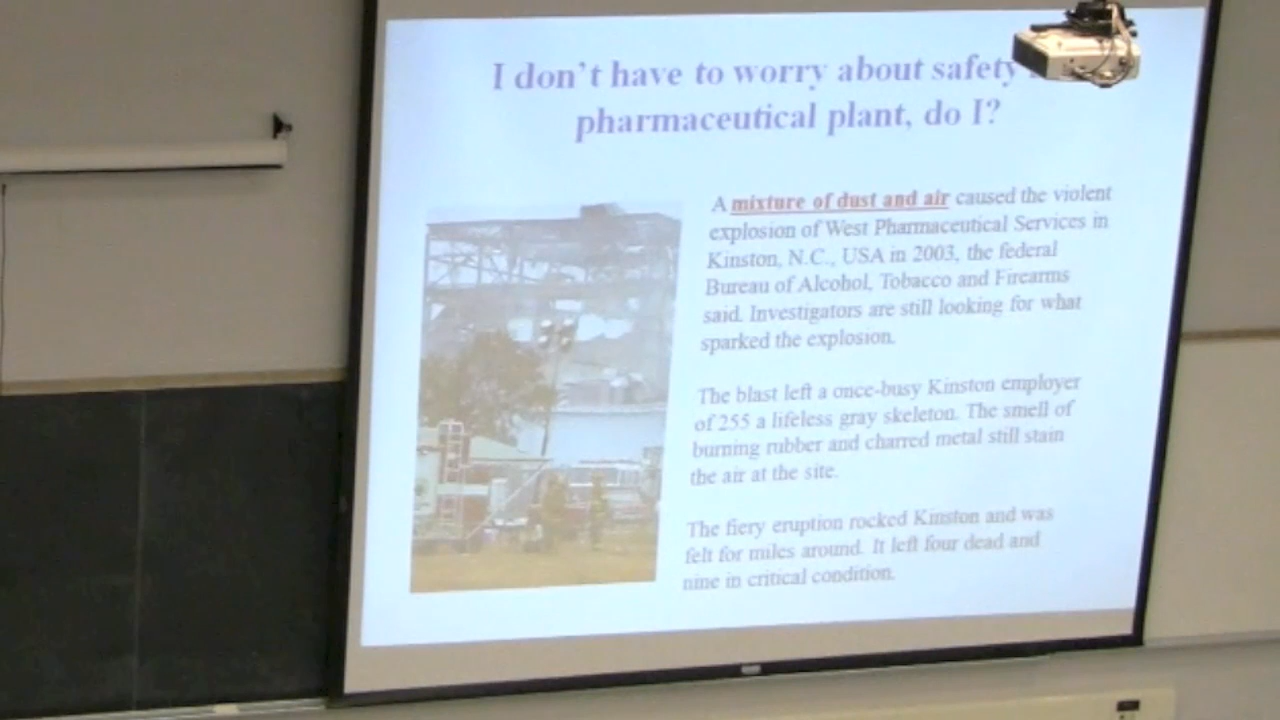 I don't have to worry about safety
pharmaceutical plant, do I?
A mixture of dust and air caused the violent
explosion of West Pharmaceutical Services in
Kinston, N.C., USA in 2003, the federal
Bureau of Alcohol, Tobacco and Firearms
said. Investigators are still looking for what
sparked the explosion.
The blast left a once-busy Kinston employer
of 255 a lifeless gray skeleton. The smell of
burning rubber and charred metal still stain
the air at the site.
The fiery eruption rocked Kinston and was
felt for miles around. It left four dead and
nine in critical condition.